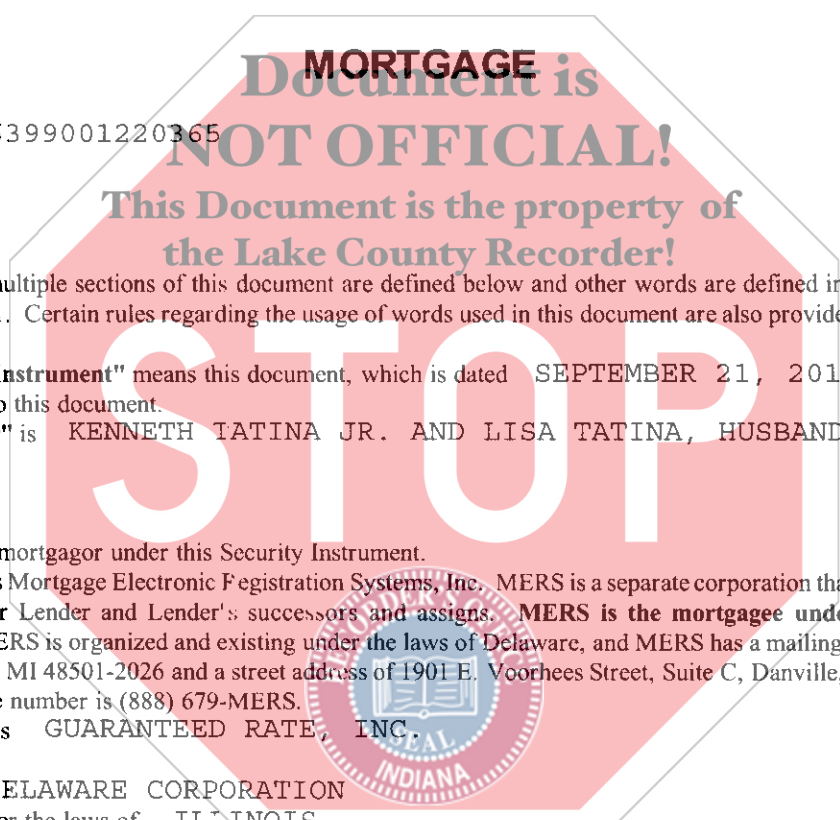 MORTGAGE
Document is
399001220365
NOT OFFICIAL!
This Document is the property of
the Lake County Recorder!
ultiple sections of this document are defined below and other words are defined in
. Certain rules regarding the usage of words used in this document are also provide
nstrument" means this document, which is dated SEPTEMBER 21, 201
o this document.
" is KENNETH TATINA JR. AND LISA TATINA, HUSBAND
STOP
mortgagor under this Security Instrument.
s Mortgage Electronic Registration Systems, Inc. MERS is a separate corporation tha
r Lender and Lender's successors and assigns. MERS is the mortgagee unde
ERS is organized and existing under the laws of Delaware, and MERS has a mailing
MI 48501-2026 and a street address of 1901 E. Voorhees Street, Suite C, Danville,
e number is (888) 679-MERS.
s GUARANTEED RATE, INC.
SEAL
INDIANA
ELAWARE CORPORATION
or the laws of ILLINOIS